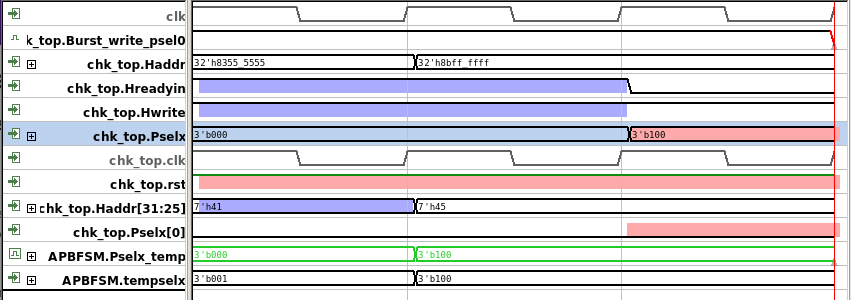 clk
k_top.Burst_write_psel0
chk_top.Haddr 32'h8355_5555 32'h8bff_ffff
chk_top.Hreadyin
chk_top.Hwrite
chk_top.Pselx 3'b000 3'b100
chk_top.clk
chk_top.rst
chk_top.Haddr[31:25] 7'h41 7'h45
chk_top.Pselx[0]
APBFSM.Pselx_temp 3'b000 3'b100
APBFSM.tempselx 3'b001 3'b100